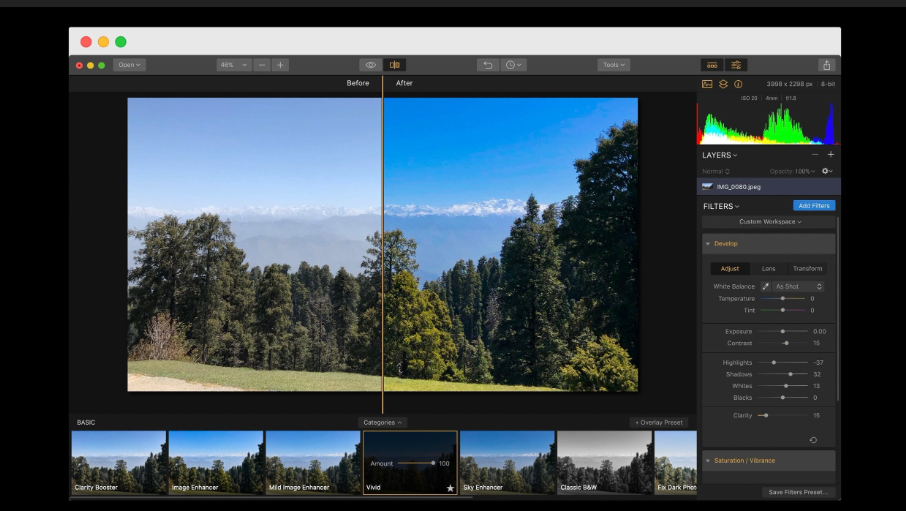 Open
46%
Tools
Before After
3998 x 2298 px 8-bit
ISO 20 4mm f/1.8
LAYERS
Normal Opacity: 100%
IMG_0080.jpeg
FILTERS Add Filters
Custom Workspace
Develop
Adjust Lens Transform
White Balance As Shot
Temperature 0
Tint 0
Exposure 0.00
Contrast 15
Highlights -37
Shadows 32
Whites 13
Blacks 0
Clarity 15
Saturation / Vibrance
Save Filters Preset...
BASIC Categories + Overlay Preset
Amount 100
Clarity Booster Image Enhancer Mild Image Enhancer Vivid Sky Enhancer Classic B&W Fix Dark Phot